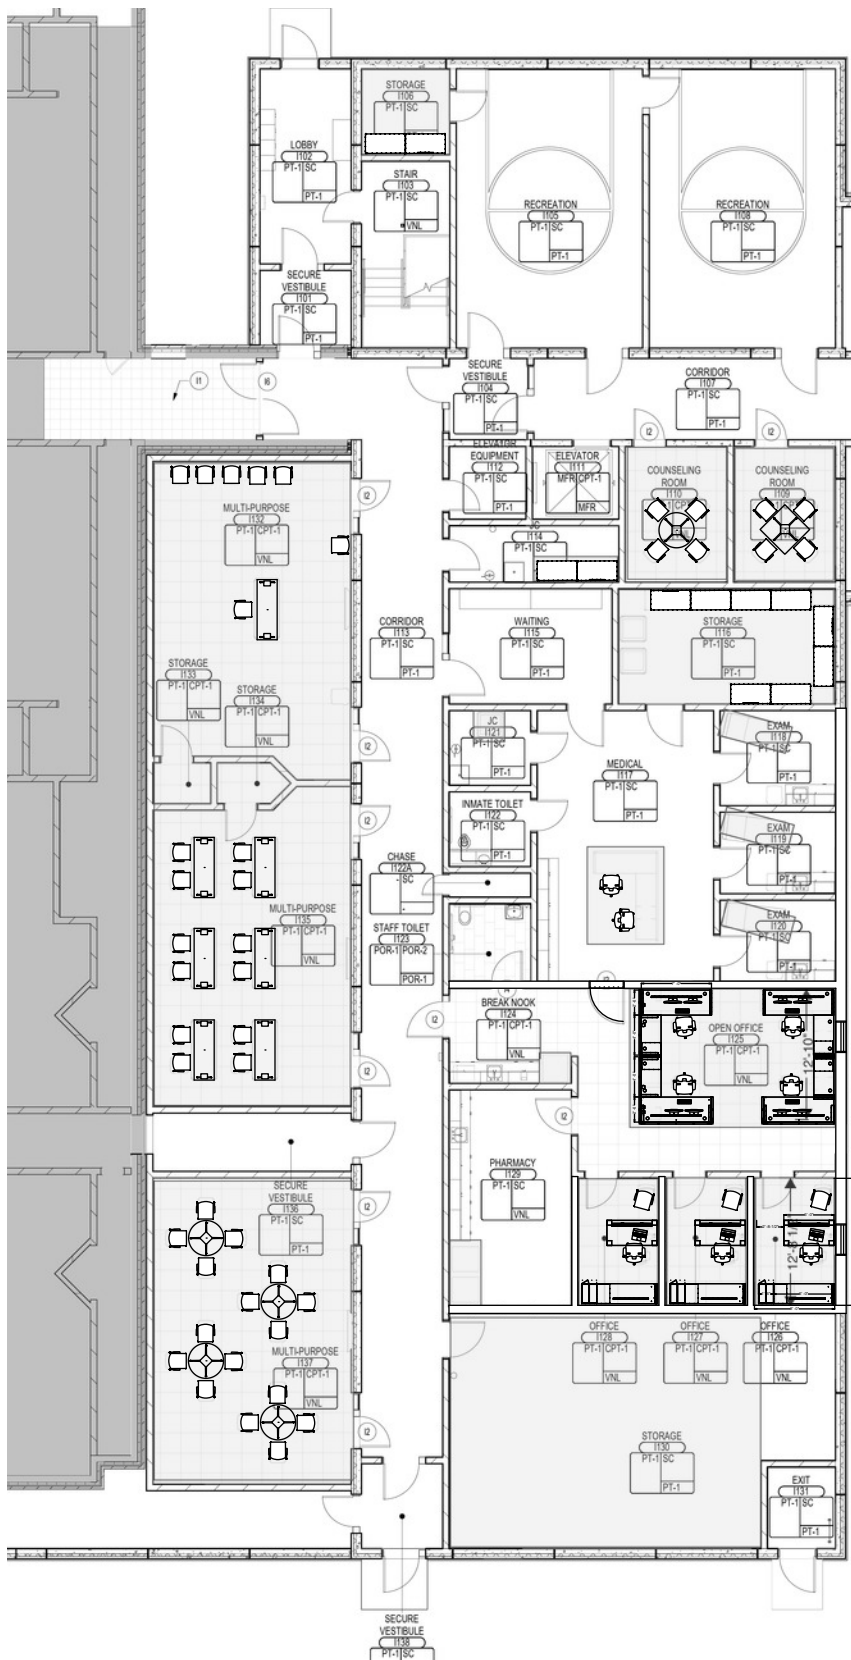 STORAGE
I106
PT-1 SC
PT-1
LOBBY
I102
PT-1 SC
PT-1
STAIR
I103
PT-1 SC
VNL
RECREATION
I105
PT-1 SC
PT-1
RECREATION
I108
PT-1 SC
PT-1
SECURE
VESTIBULE
I101
PT-1 SC
PT-1
I1
I6
SECURE
VESTIBULE
I104
PT-1 SC
PT-1
CORRIDOR
I107
PT-1 SC
PT-1
I2
I2
ELEVATOR
EQUIPMENT
I112
PT-1 SC
PT-1
ELEVATOR
I111
MFR CPT-1
MFR
COUNSELING
ROOM
I110
PT-1 CPT-1
COUNSELING
ROOM
I109
PT-1 CPT-1
MULTI-PURPOSE
I132
PT-1 CPT-1
VNL
I2
JC
I114
PT-1 SC
CORRIDOR
I113
PT-1 SC
PT-1
WAITING
I115
PT-1 SC
PT-1
STORAGE
I116
PT-1 SC
PT-1
STORAGE
I133
PT-1 CPT-1
VNL
STORAGE
I134
PT-1 CPT-1
VNL
I2
JC
I121
PT-1 SC
PT-1
MEDICAL
I117
PT-1 SC
PT-1
EXAM
I118
PT-1 SC
PT-1
INMATE TOILET
I122
PT-1 SC
PT-1
I2
EXAM
I119
PT-1 SC
PT-1
CHASE
I122A
- SC
-
MULTI-PURPOSE
I135
PT-1 CPT-1
VNL
STAFF TOILET
I123
POR-1 POR-2
POR-1
EXAM
I120
PT-1 SC
PT-1
I2
BREAK NOOK
I124
PT-1 CPT-1
VNL
OPEN OFFICE
I125
PT-1 CPT-1
VNL
12'-10"
I2
I2
PHARMACY
I129
PT-1 SC
VNL
SECURE
VESTIBULE
I136
PT-1 SC
PT-1
I2
MULTI-PURPOSE
I137
PT-1 CPT-1
VNL
OFFICE
I128
PT-1 CPT-1
VNL
OFFICE
I127
PT-1 CPT-1
VNL
OFFICE
I126
PT-1 CPT-1
VNL
I2
STORAGE
I130
PT-1 SC
PT-1
EXIT
I131
PT-1 SC
PT-1
SECURE
VESTIBULE
I138
PT-1 SC